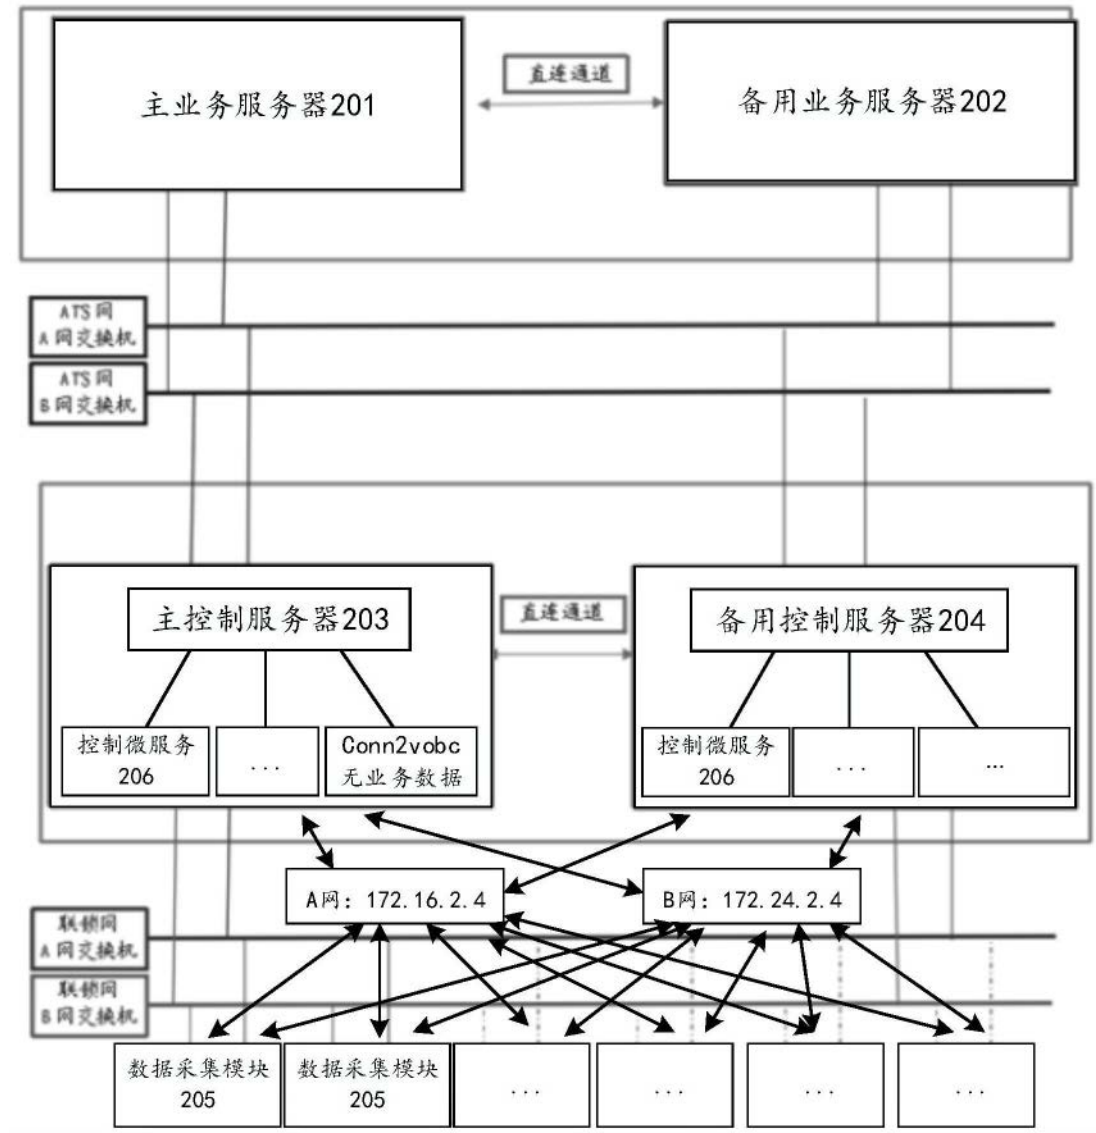 直连通道
主业务服务器201
备用业务服务器202
ATS网
A网交换机
ATS网
B网交换机
主控制服务器203
直连通道
备用控制服务器204
控制微服务
206
...
Conn2vobc
无业务数据
控制微服务
206
...
...
A网：172.16.2.4
B网：172.24.2.4
联锁网
A网交换机
联锁网
B网交换机
数据采集模块
205
数据采集模块
205
...
...
...
...